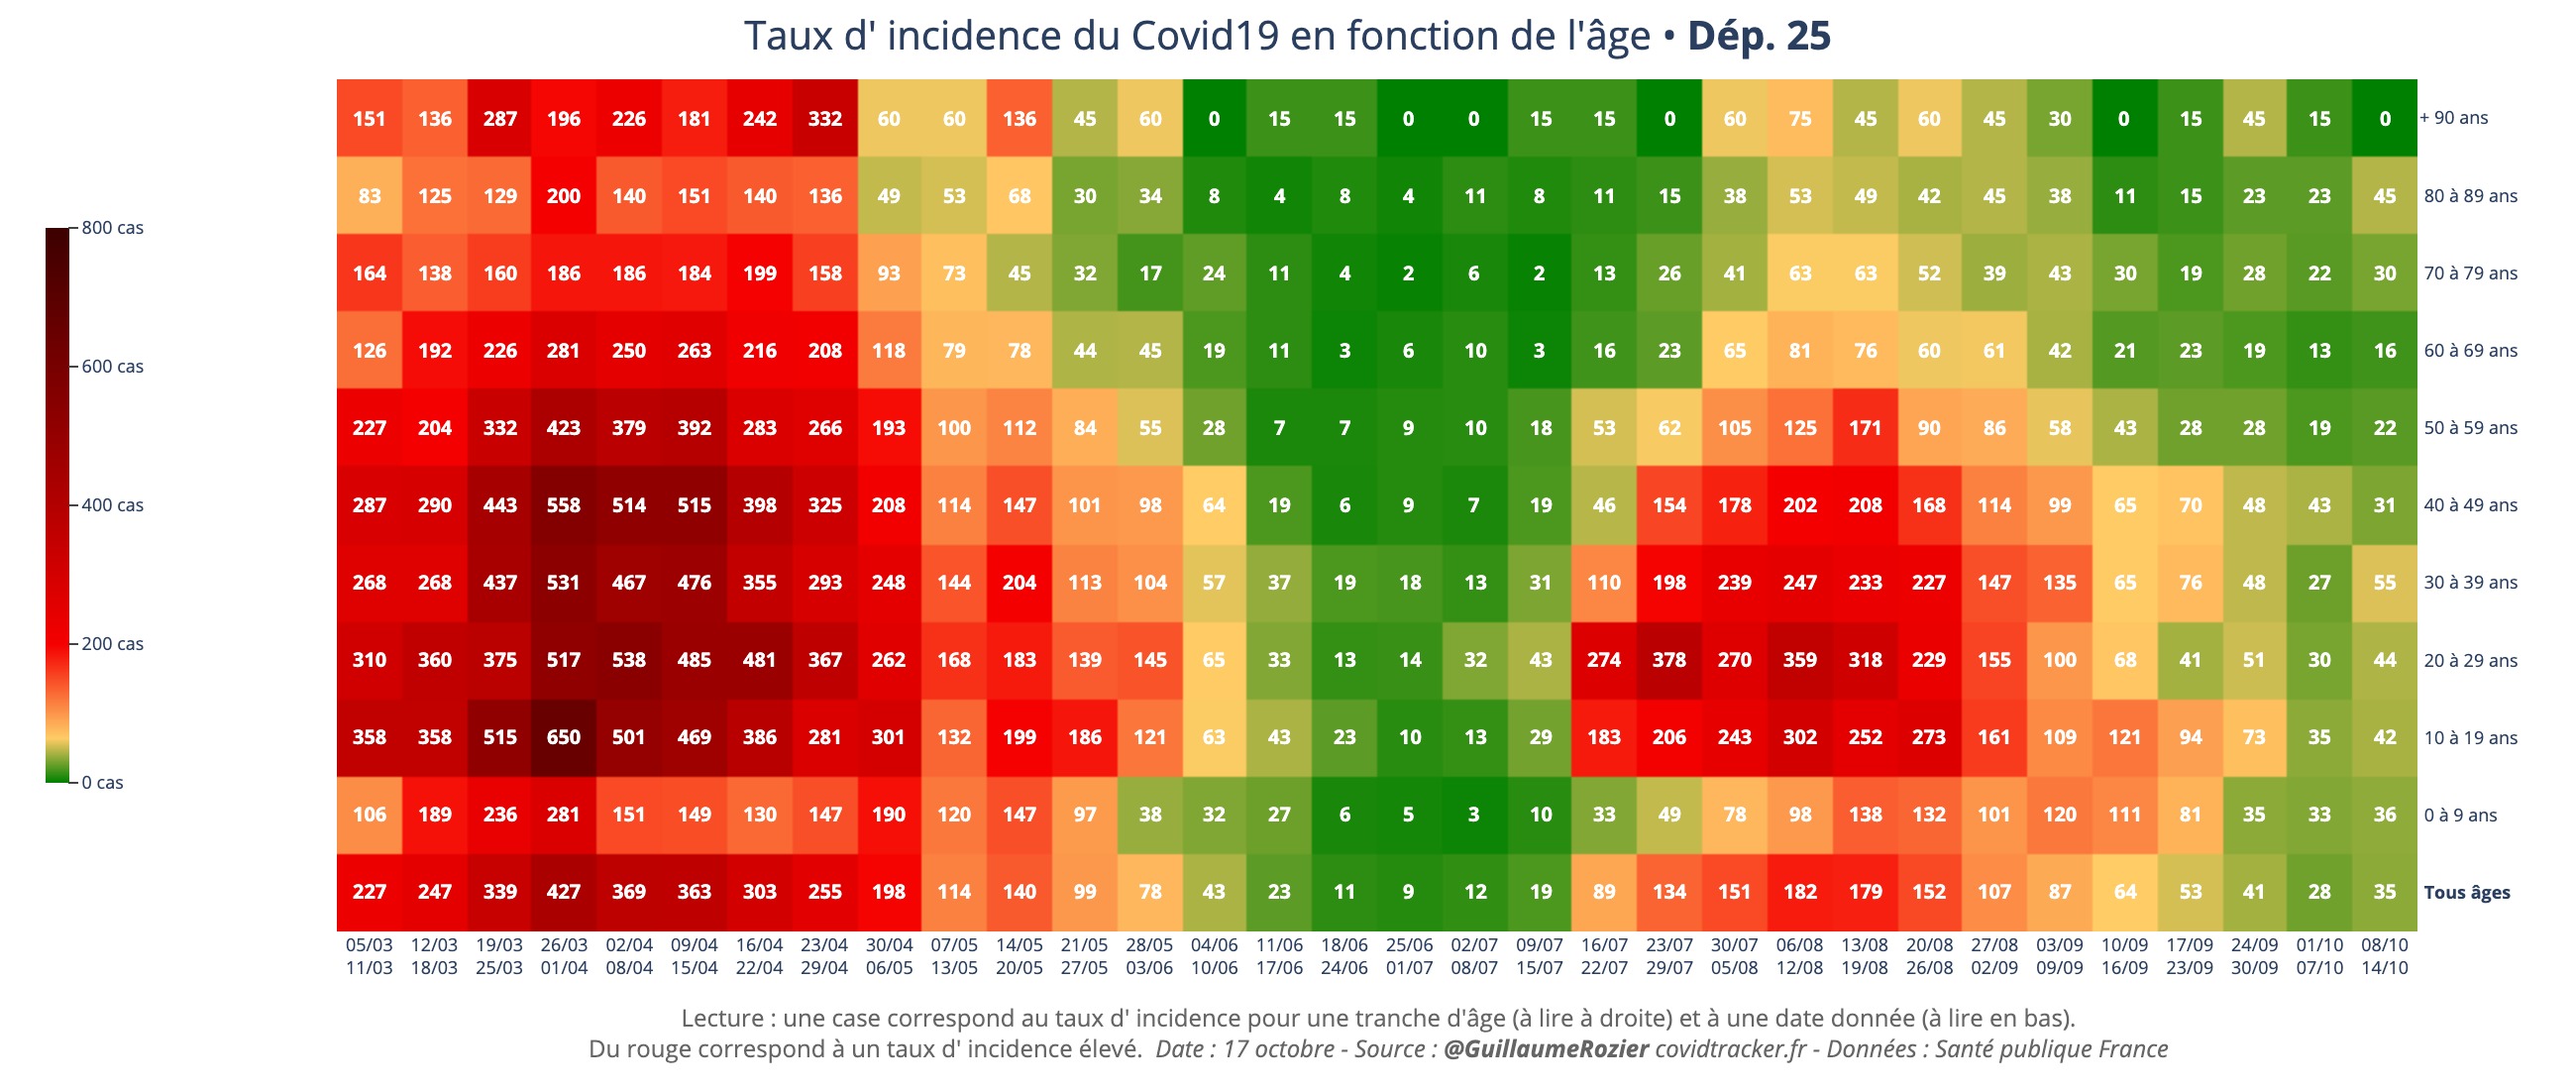 Taux d' incidence du Covid19 en fonction de l'âge • Dép. 25
800 cas
600 cas
400 cas
200 cas
0 cas
151 136 287 196 226 181 242 332 60 60 136 45 60 0 15 15 0 0 15 15 0 60 75 45 60 45 30 0 15 45 15 0 + 90 ans
83 125 129 200 140 151 140 136 49 53 68 30 34 8 4 8 4 11 8 11 15 38 53 49 42 45 38 11 15 23 23 45 80 à 89 ans
164 138 160 186 186 184 199 158 93 73 45 32 17 24 11 4 2 6 2 13 26 41 63 63 52 39 43 30 19 28 22 30 70 à 79 ans
126 192 226 281 250 263 216 208 118 79 78 44 45 19 11 3 6 10 3 16 23 65 81 76 60 61 42 21 23 19 13 16 60 à 69 ans
227 204 332 423 379 392 283 266 193 100 112 84 55 28 7 7 9 10 18 53 62 105 125 171 90 86 58 43 28 28 19 22 50 à 59 ans
287 290 443 558 514 515 398 325 208 114 147 101 98 64 19 6 9 7 19 46 154 178 202 208 168 114 99 65 70 48 43 31 40 à 49 ans
268 268 437 531 467 476 355 293 248 144 204 113 104 57 37 19 18 13 31 110 198 239 247 233 227 147 135 65 76 48 27 55 30 à 39 ans
310 360 375 517 538 485 481 367 262 168 183 139 145 65 33 13 14 32 43 274 378 270 359 318 229 155 100 68 41 51 30 44 20 à 29 ans
358 358 515 650 501 469 386 281 301 132 199 186 121 63 43 23 10 13 29 183 206 243 302 252 273 161 109 121 94 73 35 42 10 à 19 ans
106 189 236 281 151 149 130 147 190 120 147 97 38 32 27 6 5 3 10 33 49 78 98 138 132 101 120 111 81 35 33 36 0 à 9 ans
227 247 339 427 369 363 303 255 198 114 140 99 78 43 23 11 9 12 19 89 134 151 182 179 152 107 87 64 53 41 28 35 Tous âges
05/03 12/03 19/03 26/03 02/04 09/04 16/04 23/04 30/04 07/05 14/05 21/05 28/05 04/06 11/06 18/06 25/06 02/07 09/07 16/07 23/07 30/07 06/08 13/08 20/08 27/08 03/09 10/09 17/09 24/09 01/10 08/10
11/03 18/03 25/03 01/04 08/04 15/04 22/04 29/04 06/05 13/05 20/05 27/05 03/06 10/06 17/06 24/06 01/07 08/07 15/07 22/07 29/07 05/08 12/08 19/08 26/08 02/09 09/09 16/09 23/09 30/09 07/10 14/10
Lecture : une case correspond au taux d' incidence pour une tranche d'âge (à lire à droite) et à une date donnée (à lire en bas).
Du rouge correspond à un taux d' incidence élevé. Date : 17 octobre - Source : @GuillaumeRozier covidtracker.fr - Données : Santé publique France